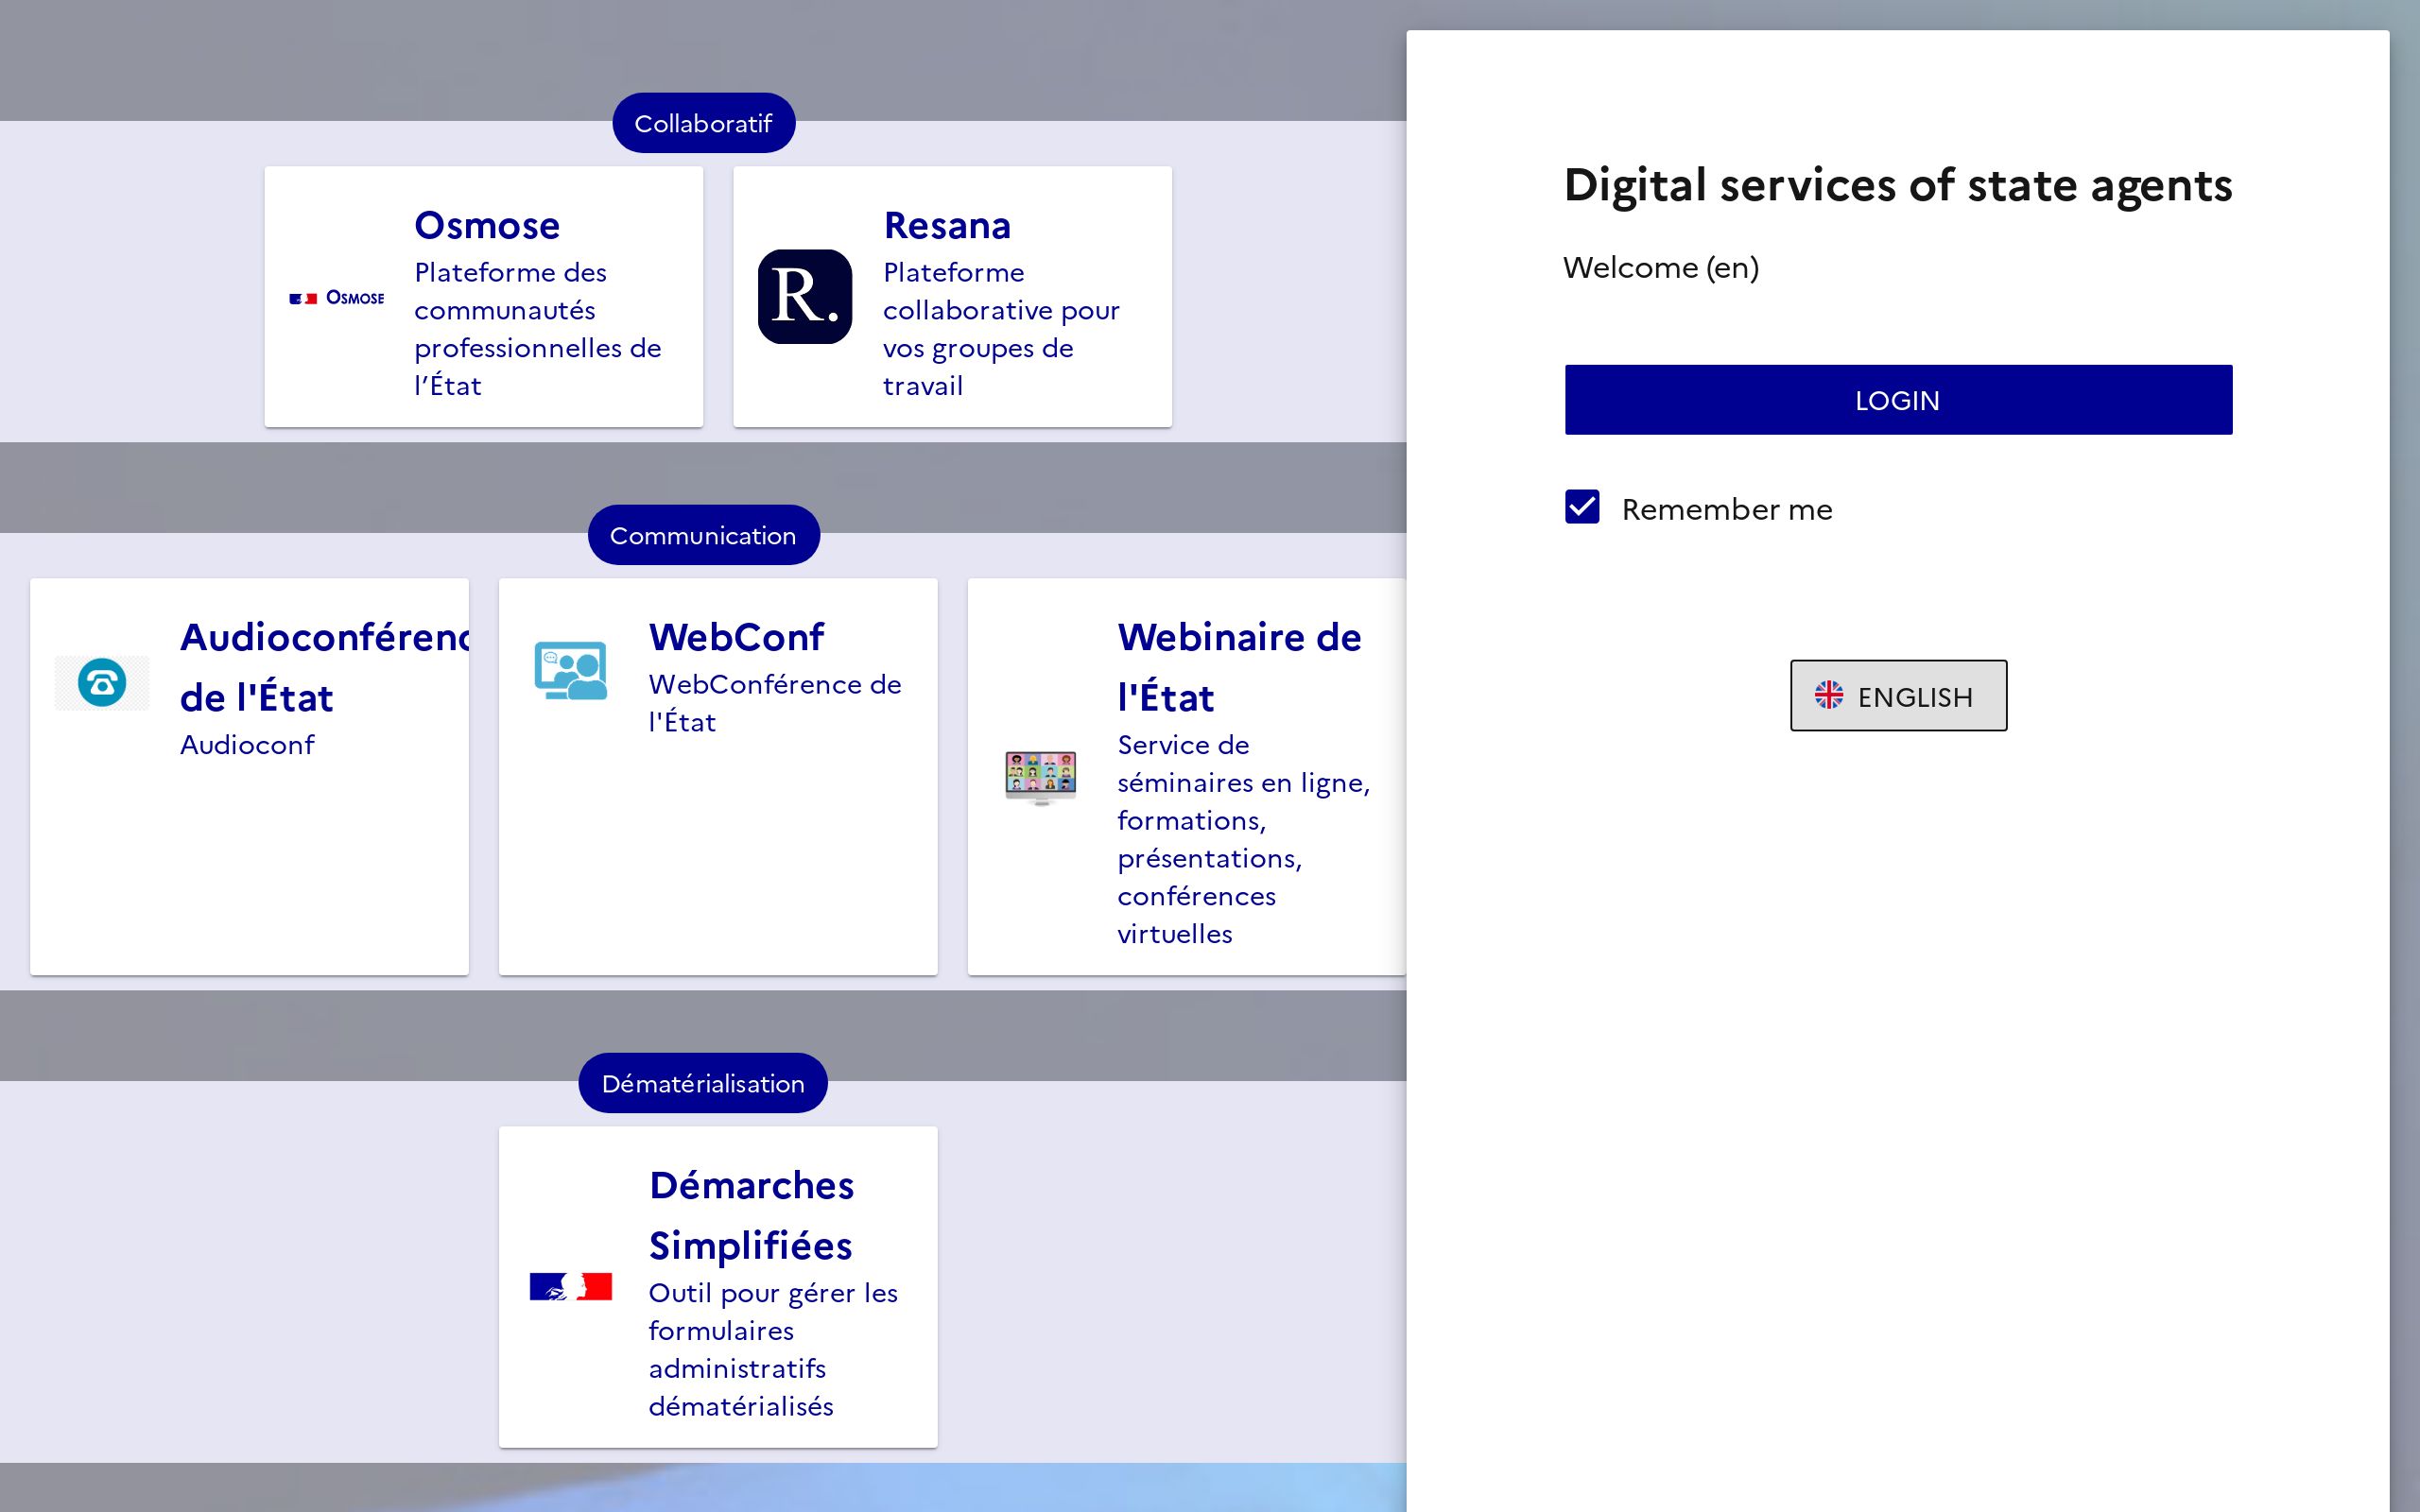 Collaboratif
OSMOSE
Osmose
Plateforme des
communautés
professionnelles de
l’État
R.
Resana
Plateforme
collaborative pour
vos groupes de
travail
Communication
Audioconférenc
de l'État
Audioconf
WebConf
WebConférence de
l'État
Webinaire de
l'État
Service de
séminaires en ligne,
formations,
présentations,
conférences
virtuelles
Dématérialisation
Démarches
Simplifiées
Outil pour gérer les
formulaires
administratifs
dématérialisés
Digital services of state agents
Welcome (en)
LOGIN
Remember me
ENGLISH